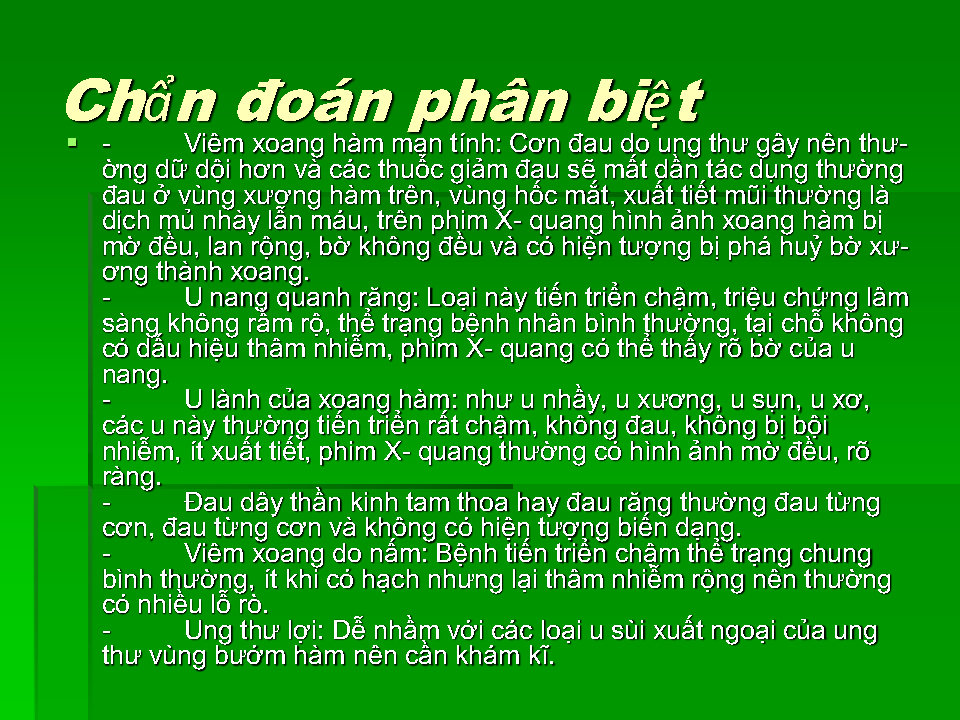 Chẩn đoán phân biệt
- Viêm xoang hàm mạn tính: Cơn đau do ung thư gây nên thư-
ờng dữ dội hơn và các thuốc giảm đau sẽ mất dần tác dụng thường
đau ở vùng xương hàm trên, vùng hốc mắt, xuất tiết mũi thường là
dịch mủ nhày lẫn máu, trên phim X- quang hình ảnh xoang hàm bị
mờ đều, lan rộng, bờ không đều và có hiện tượng bị phá huỷ bờ xư-
ơng thành xoang.
- U nang quanh răng: Loại này tiến triển chậm, triệu chứng lâm
sàng không rầm rộ, thể trạng bệnh nhân bình thường, tại chỗ không
có dấu hiệu thâm nhiễm, phim X- quang có thể thấy rõ bờ của u
nang.
- U lành của xoang hàm: như u nhầy, u xương, u sụn, u xơ,
các u này thường tiến triển rất chậm, không đau, không bị bội
nhiễm, ít xuất tiết, phim X- quang thường có hình ảnh mờ đều, rõ
ràng.
- Đau dây thần kinh tam thoa hay đau răng thường đau từng
cơn, đau từng cơn và không có hiện tượng biến dạng.
- Viêm xoang do nấm: Bệnh tiến triển chậm thể trạng chung
bình thường, ít khi có hạch nhưng lại thâm nhiễm rộng nên thường
có nhiều lỗ rò.
- Ung thư lợi: Dễ nhầm với các loại u sùi xuất ngoại của ung
thư vùng bướm hàm nên cần khám kĩ.